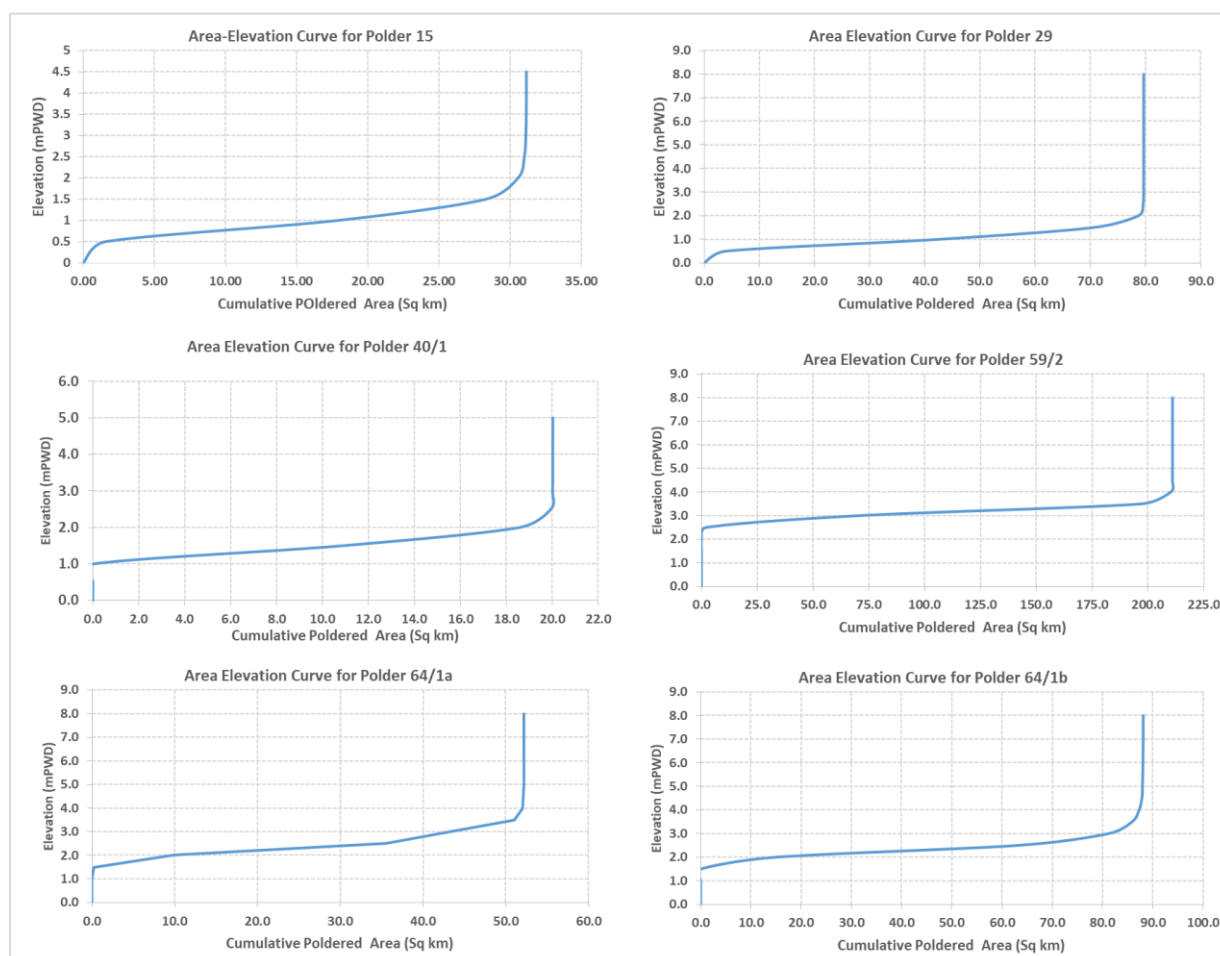 Area-Elevation Curve for Polder 15
5
4.5
4
3.5
3
2.5
2
1.5
1
0.5
0
Elevation (mPWD)
0.00 5.00 10.00 15.00 20.00 25.00 30.00 35.00
Cumulative POldered Area (Sq km)
Area Elevation Curve for Polder 29
9.0
8.0
7.0
6.0
5.0
4.0
3.0
2.0
1.0
0.0
Elevation (mPWD)
0.0 10.0 20.0 30.0 40.0 50.0 60.0 70.0 80.0 90.0
Cumulative Poldered Area (Sq km)
Area Elevation Curve for Polder 40/1
6.0
5.0
4.0
3.0
2.0
1.0
0.0
Elevation (mPWD)
0.0 2.0 4.0 6.0 8.0 10.0 12.0 14.0 16.0 18.0 20.0 22.0
Cumulative Poldered Area (Sq km)
Area Elevation Curve for Polder 59/2
9.0
8.0
7.0
6.0
5.0
4.0
3.0
2.0
1.0
0.0
Elevation (mPWD)
0.0 25.0 50.0 75.0 100.0 125.0 150.0 175.0 200.0 225.0
Cumulative Poldered Area (Sq km)
Area Elevation Curve for Polder 64/1a
9.0
8.0
7.0
6.0
5.0
4.0
3.0
2.0
1.0
0.0
Elevation (mPWD)
0.0 10.0 20.0 30.0 40.0 50.0 60.0
Cumulative Poldered Area (Sq km)
Area Elevation Curve for Polder 64/1b
9.0
8.0
7.0
6.0
5.0
4.0
3.0
2.0
1.0
0.0
Elevation (mPWD)
0.0 10.0 20.0 30.0 40.0 50.0 60.0 70.0 80.0 90.0 100.0
Cumulative Poldered Area (Sq km)